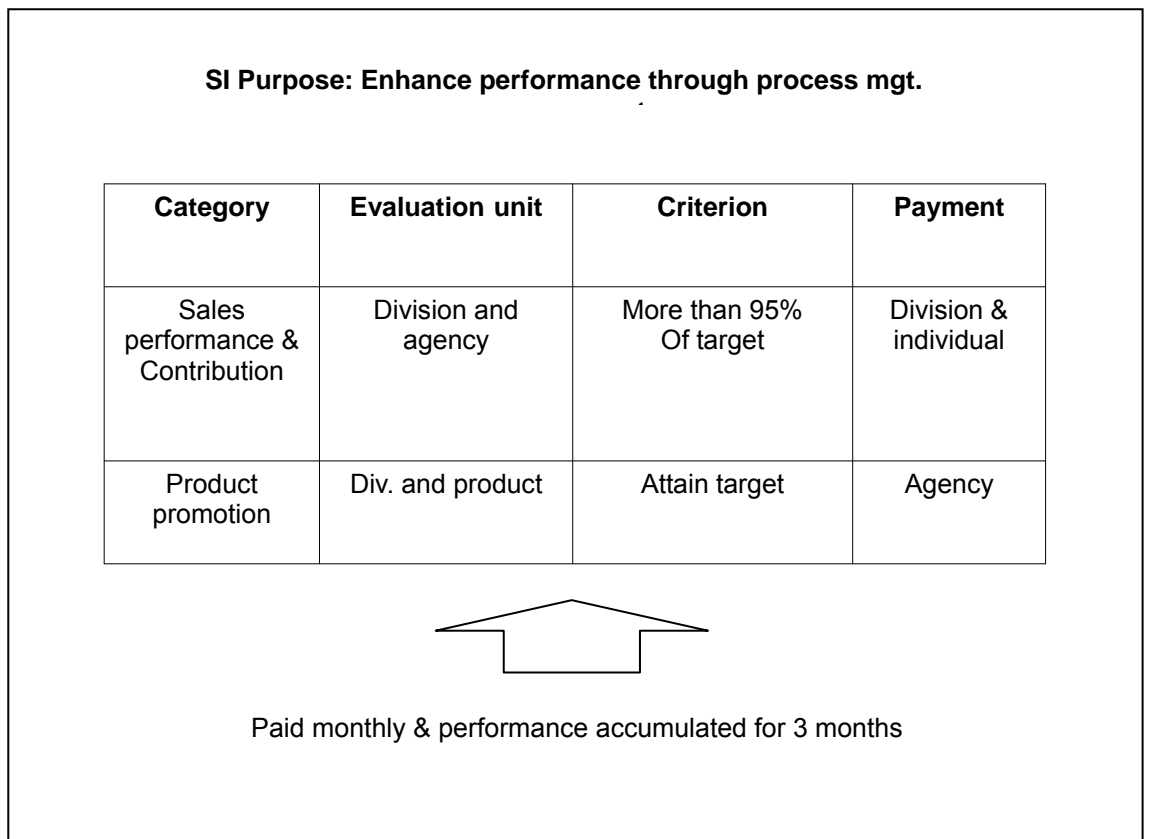 SI Purpose: Enhance performance through process mgt.
Category Evaluation unit Criterion Payment
Sales
performance &
Contribution
Division and
agency
More than 95%
Of target
Division &
individual
Product
promotion
Div. and product
Attain target
Agency
Paid monthly & performance accumulated for 3 months